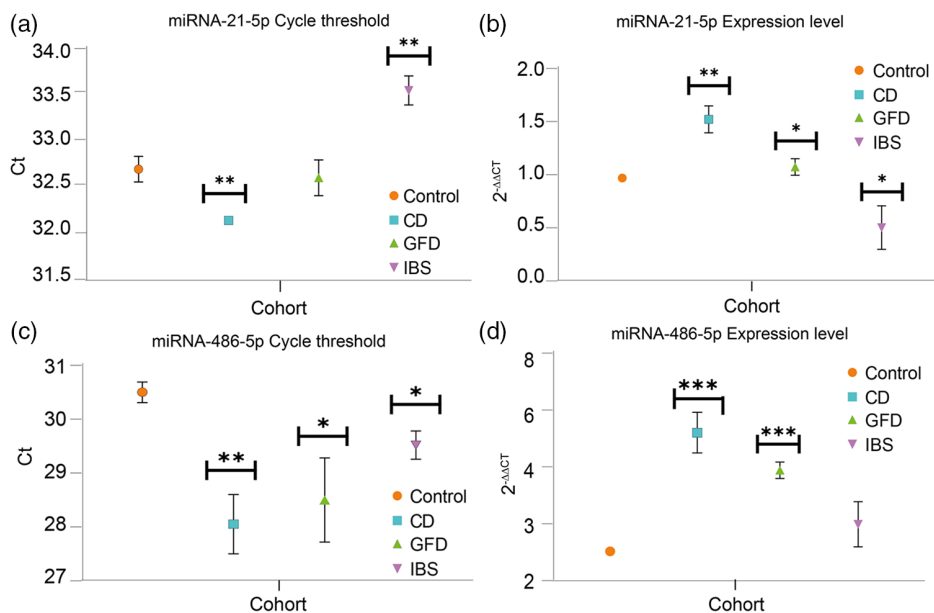 (a)
miRNA-21-5p Cycle threshold
Ct
34.0
33.5
33.0
32.5
32.0
31.5
**
**
Control
CD
GFD
IBS
Cohort
(b)
miRNA-21-5p Expression level
2-ΔΔCT
2.0
1.5
1.0
0.5
0.0
**
*
*
Control
CD
GFD
IBS
Cohort
(c)
miRNA-486-5p Cycle threshold
Ct
31
30
29
28
27
**
*
*
Control
CD
GFD
IBS
Cohort
(d)
miRNA-486-5p Expression level
2-ΔΔCT
8
6
4
3
2
***
***
Control
CD
GFD
IBS
Cohort